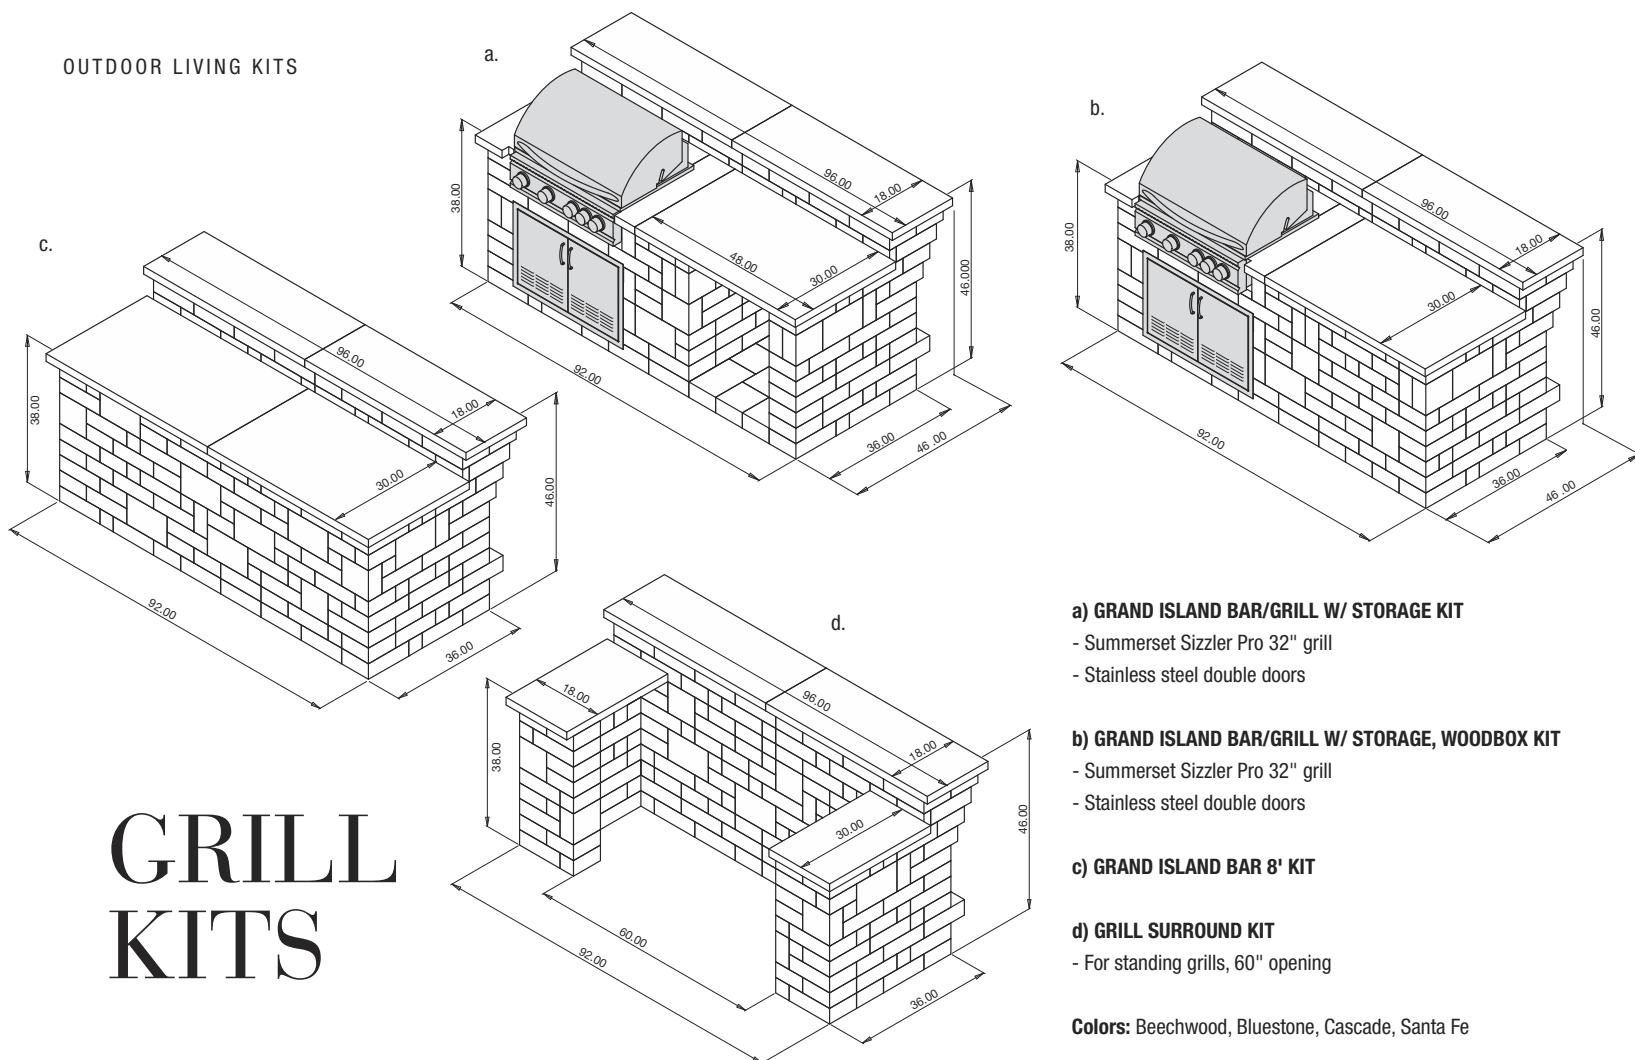 OUTDOOR LIVING KITS
a.
38.00
96.00
18.00
48.00
30.00
46.000
92.00
36.00
46 .00
b.
38.00
96.00
18.00
30.00
46.00
92.00
36.00
46 .00
c.
38.00
96.00
18.00
30.00
46.00
92.00
36.00
d.
18.00
38.00
96.00
18.00
30.00
46.00
60.00
92.00
36.00
GRILL
KITS
a) GRAND ISLAND BAR/GRILL W/ STORAGE KIT
- Summerset Sizzler Pro 32" grill
- Stainless steel double doors
b) GRAND ISLAND BAR/GRILL W/ STORAGE, WOODBOX KIT
- Summerset Sizzler Pro 32" grill
- Stainless steel double doors
c) GRAND ISLAND BAR 8' KIT
d) GRILL SURROUND KIT
- For standing grills, 60" opening
Colors: Beechwood, Bluestone, Cascade, Santa Fe